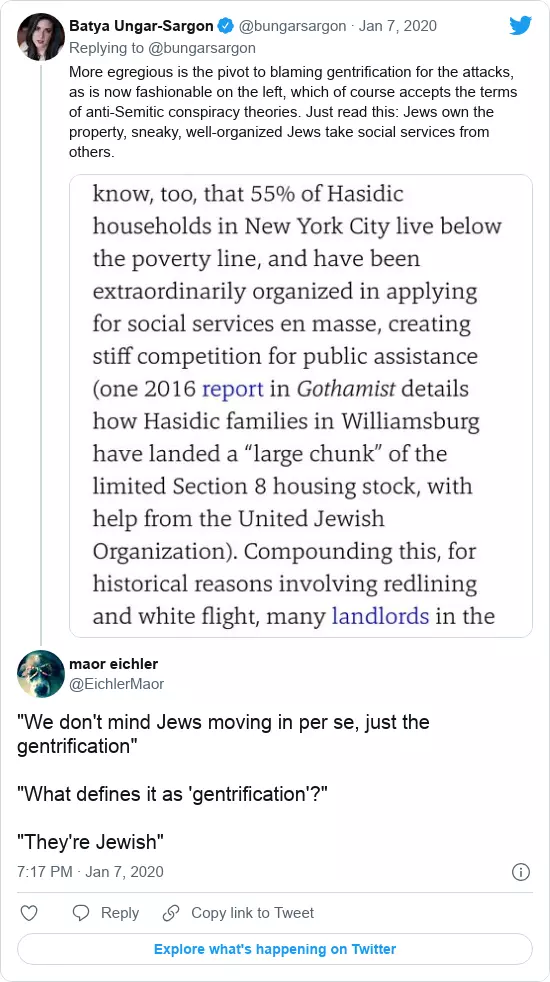 Batya Ungar-Sargon @bungarsargon · Jan 7, 2020
Replying to @bungarsargon
More egregious is the pivot to blaming gentrification for the attacks,
as is now fashionable on the left, which of course accepts the terms
of anti-Semitic conspiracy theories. Just read this: Jews own the
property, sneaky, well-organized Jews take social services from
others.
know, too, that 55% of Hasidic
households in New York City live below
the poverty line, and have been
extraordinarily organized in applying
for social services en masse, creating
stiff competition for public assistance
(one 2016 report in Gothamist details
how Hasidic families in Williamsburg
have landed a “large chunk” of the
limited Section 8 housing stock, with
help from the United Jewish
Organization). Compounding this, for
historical reasons involving redlining
and white flight, many landlords in the
maor eichler
@EichlerMaor
"We don't mind Jews moving in per se, just the
gentrification"
"What defines it as 'gentrification'?"
"They're Jewish"
7:17 PM · Jan 7, 2020
Reply Copy link to Tweet
Explore what's happening on Twitter